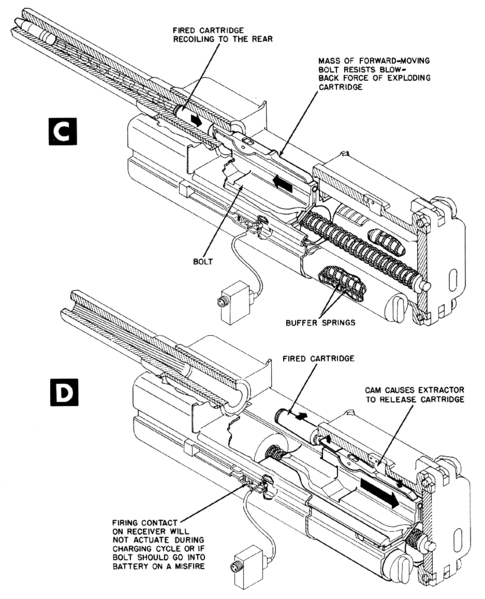 FIRED CARTRIDGE
RECOILING TO THE REAR
MASS OF FORWARD-MOVING
BOLT RESISTS BLOW-
BACK FORCE OF EXPLODING
CARTRIDGE
C
BOLT
BUFFER SPRINGS
D
FIRED CARTRIDGE
CAM CAUSES EXTRACTOR
TO RELEASE CARTRIDGE
FIRING CONTACT
ON RECEIVER WILL
NOT ACTUATE DURING
CHARGING CYCLE OR IF
BOLT SHOULD GO INTO
BATTERY ON A MISFIRE